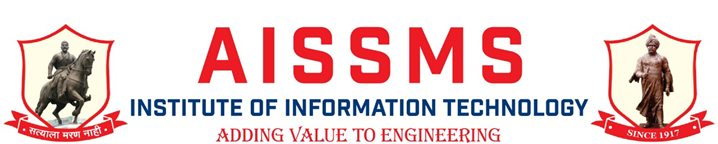 AISSMS
INSTITUTE OF INFORMATION TECHNOLOGY
ADDING VALUE TO ENGINEERING
सत्याला मरण नाही
SINCE 1917